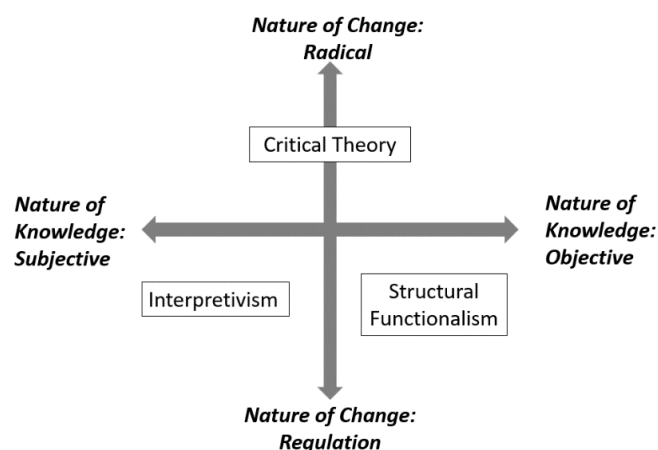 Nature of Change:
Radical
Critical Theory
Nature of
Knowledge:
Subjective
Nature of
Knowledge:
Objective
Interpretivism
Structural
Functionalism
Nature of Change:
Regulation